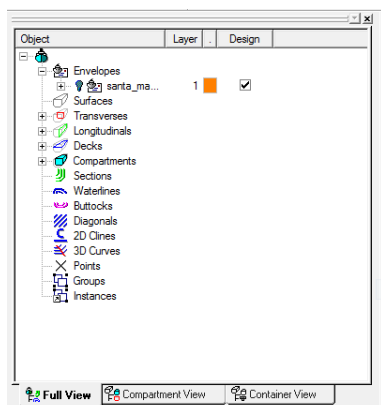 Object Layer . Design
Envelopes
santa_ma... 1
Surfaces
Transverses
Longitudinals
Decks
Compartments
Sections
Waterlines
Buttocks
Diagonals
2D Clines
3D Curves
Points
Groups
Instances
Full View Compartment View Container View